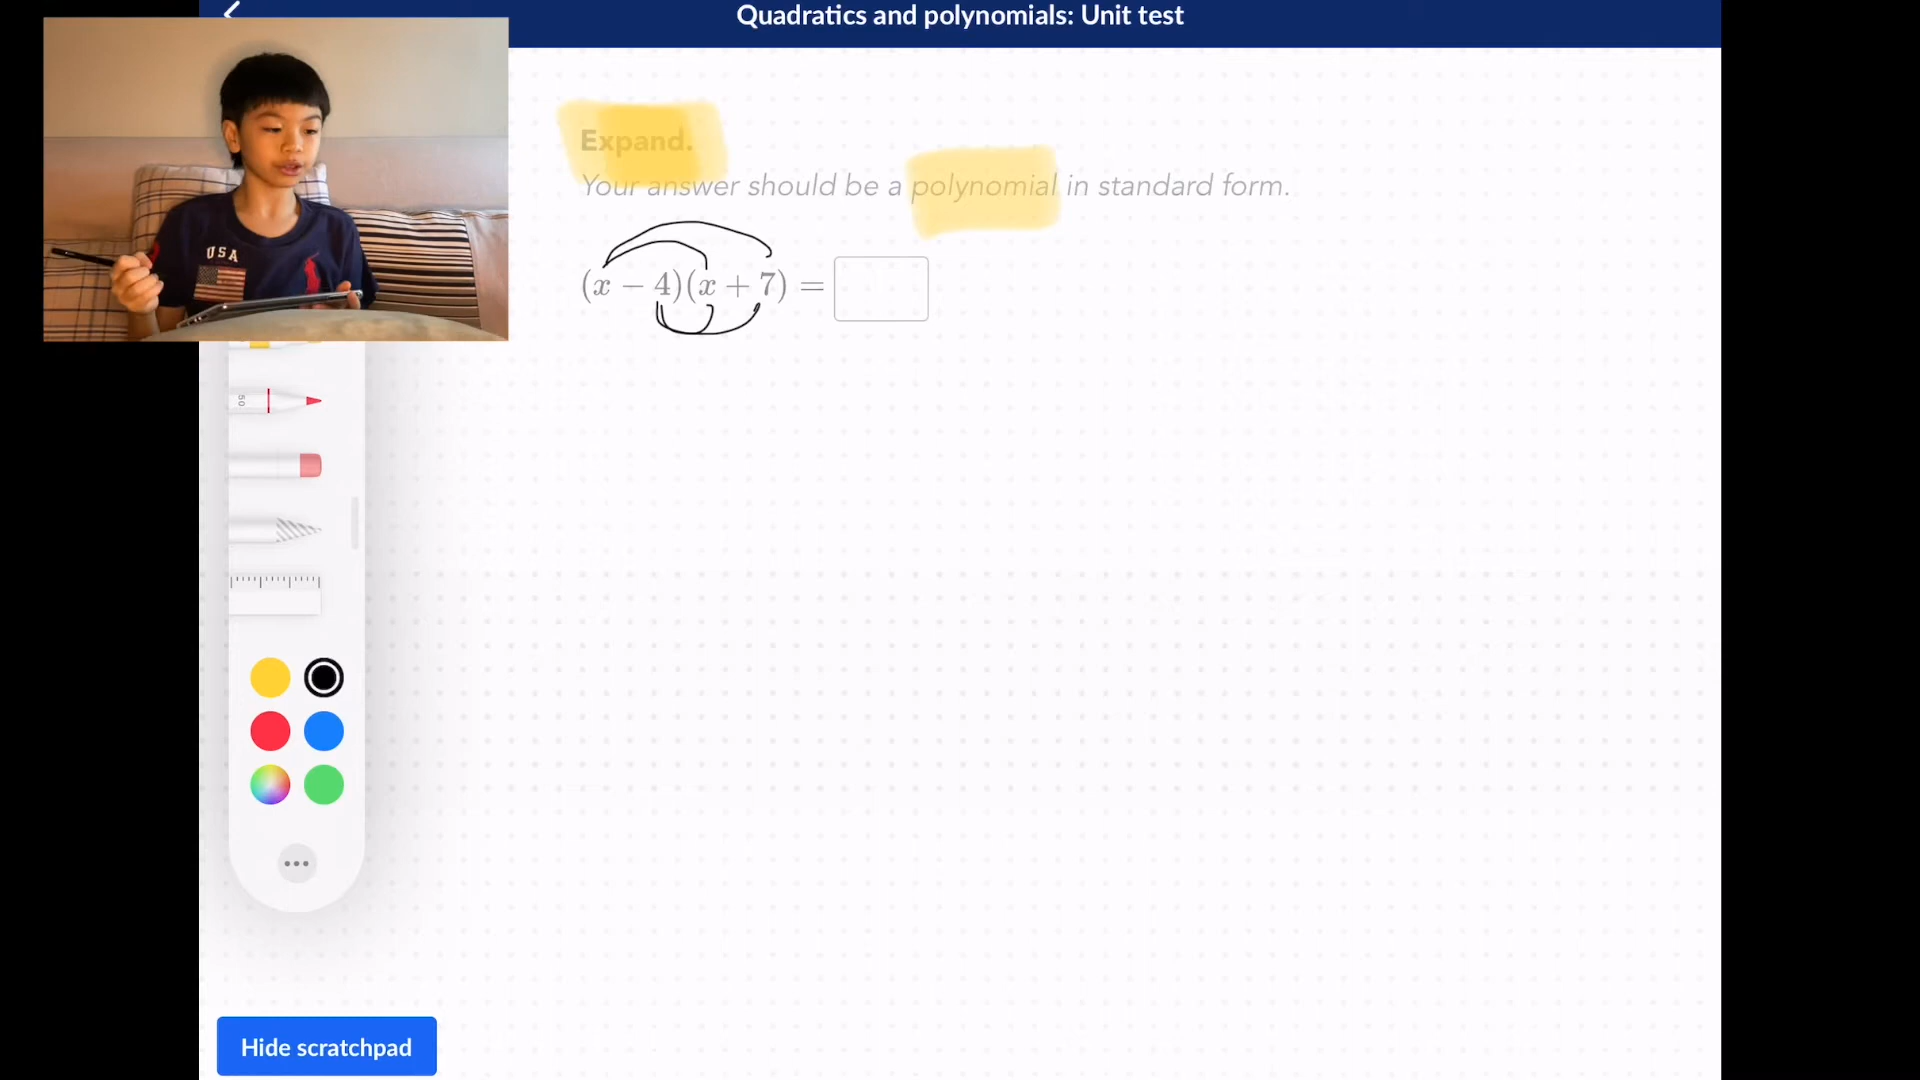 Quadratics and polynomials: Unit test
Expand.
Your answer should be a polynomial in standard form.
(x − 4)(x + 7) =
USA
50
Hide scratchpad